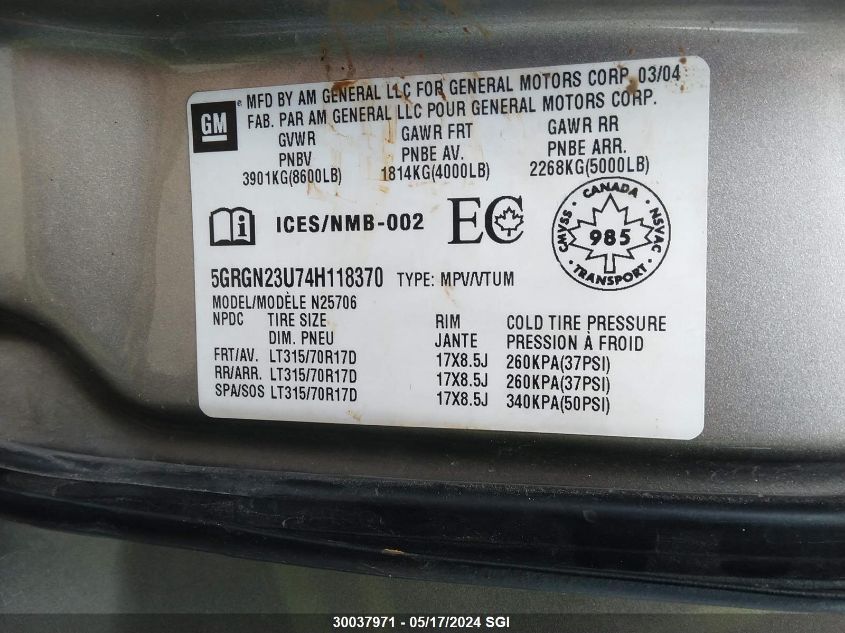 GM ® MFD BY AM GENERAL LLC FOR GENERAL MOTORS CORP. 03/04
FAB. PAR AM GENERAL LLC POUR GENERAL MOTORS CORP.
GVWR GAWR FRT GAWR RR
PNBV PNBE AV. PNBE ARR.
3901KG(8600LB) 1814KG(4000LB) 2268KG(5000LB)
i ICES/NMB-002 EC CANADA CMVSS 985 NSVAC TRANSPORT
5GRGN23U74H118370 TYPE: MPV/VTUM
MODEL/MODÈLE N25706
NPDC TIRE SIZE RIM COLD TIRE PRESSURE
DIM. PNEU JANTE PRESSION À FROID
FRT/AV. LT315/70R17D 17X8.5J 260KPA(37PSI)
RR/ARR. LT315/70R17D 17X8.5J 260KPA(37PSI)
SPA/SOS LT315/70R17D 17X8.5J 340KPA(50PSI)
30037971 - 05/17/2024 SGI